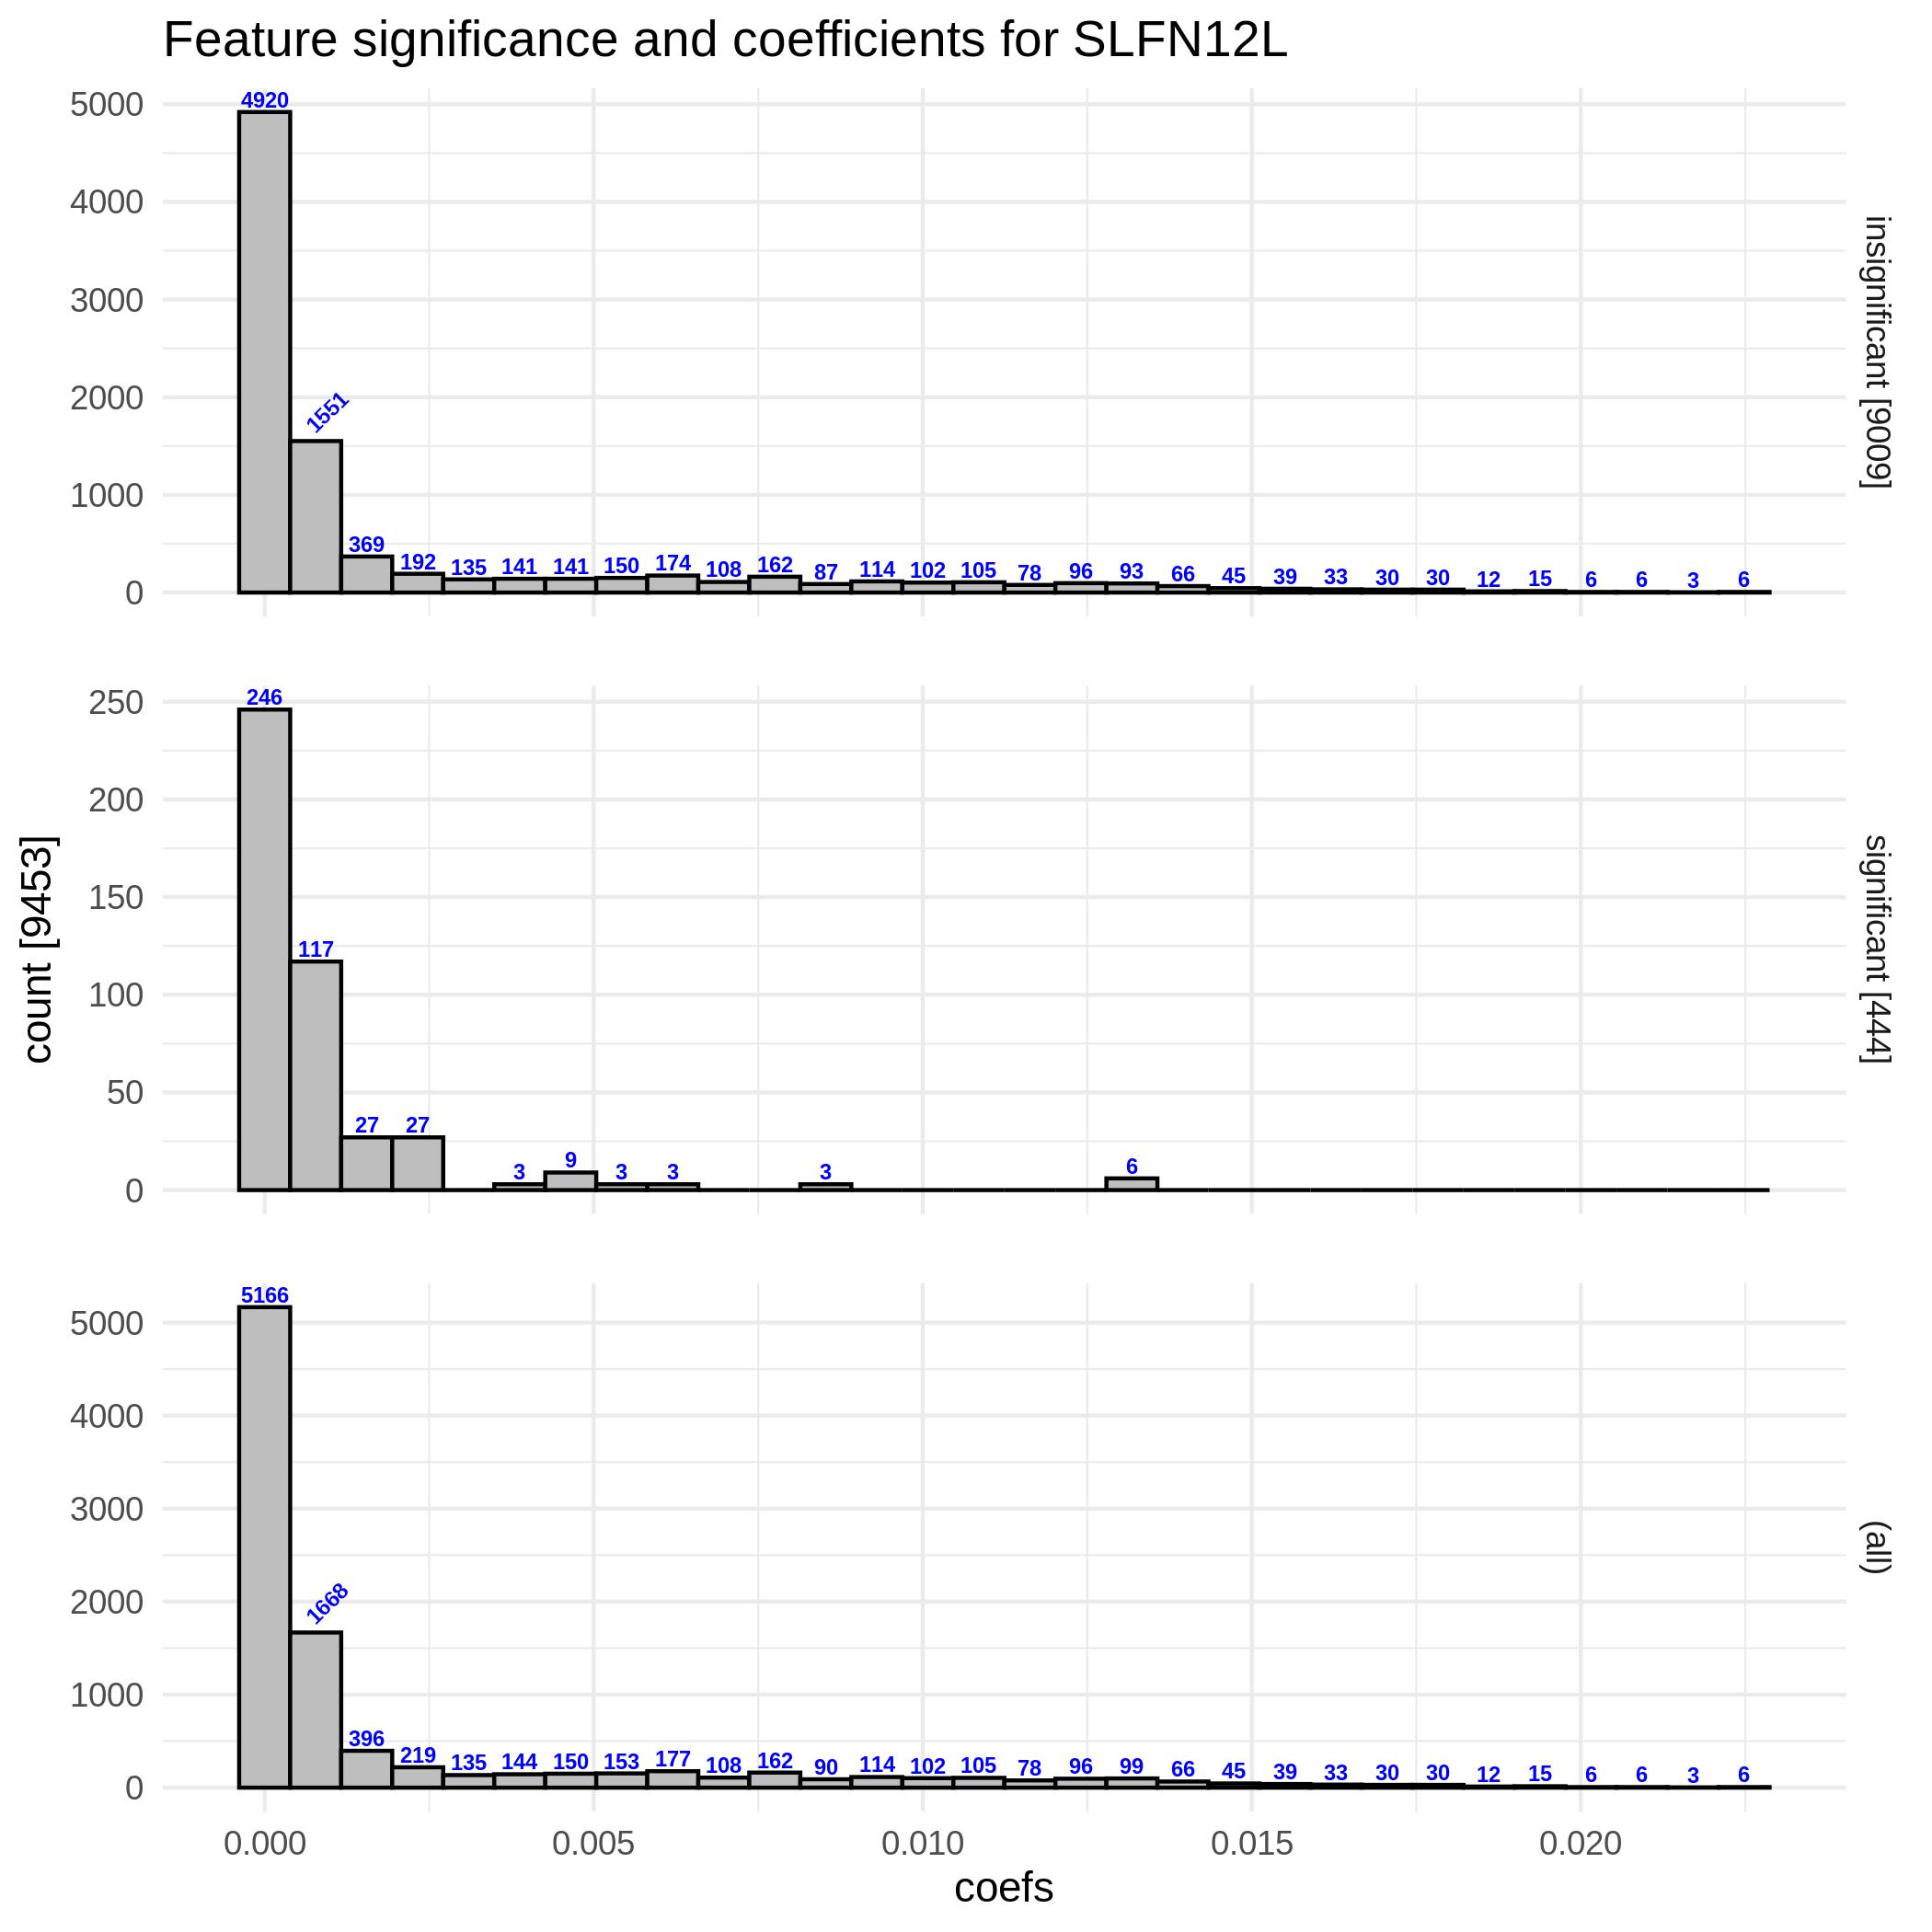 Feature significance and coefficients for SLFN12L
5000
4000
3000
2000
1000
0
4920
1551
369 192 135 141 141 150 174 108 162 87 114 102 105 78 96 93 66 45 39 33 30 30 12 15 6 6 3 6
insignificant [9009]
count [9453]
250
200
150
100
50
0
246
117
27 27 3 9 3 3 3 6
significant [444]
5000
4000
3000
2000
1000
0
5166
1668
396 219 135 144 150 153 177 108 162 90 114 102 105 78 96 99 66 45 39 33 30 30 12 15 6 6 3 6
(all)
0.000 0.005 0.010 0.015 0.020
coefs